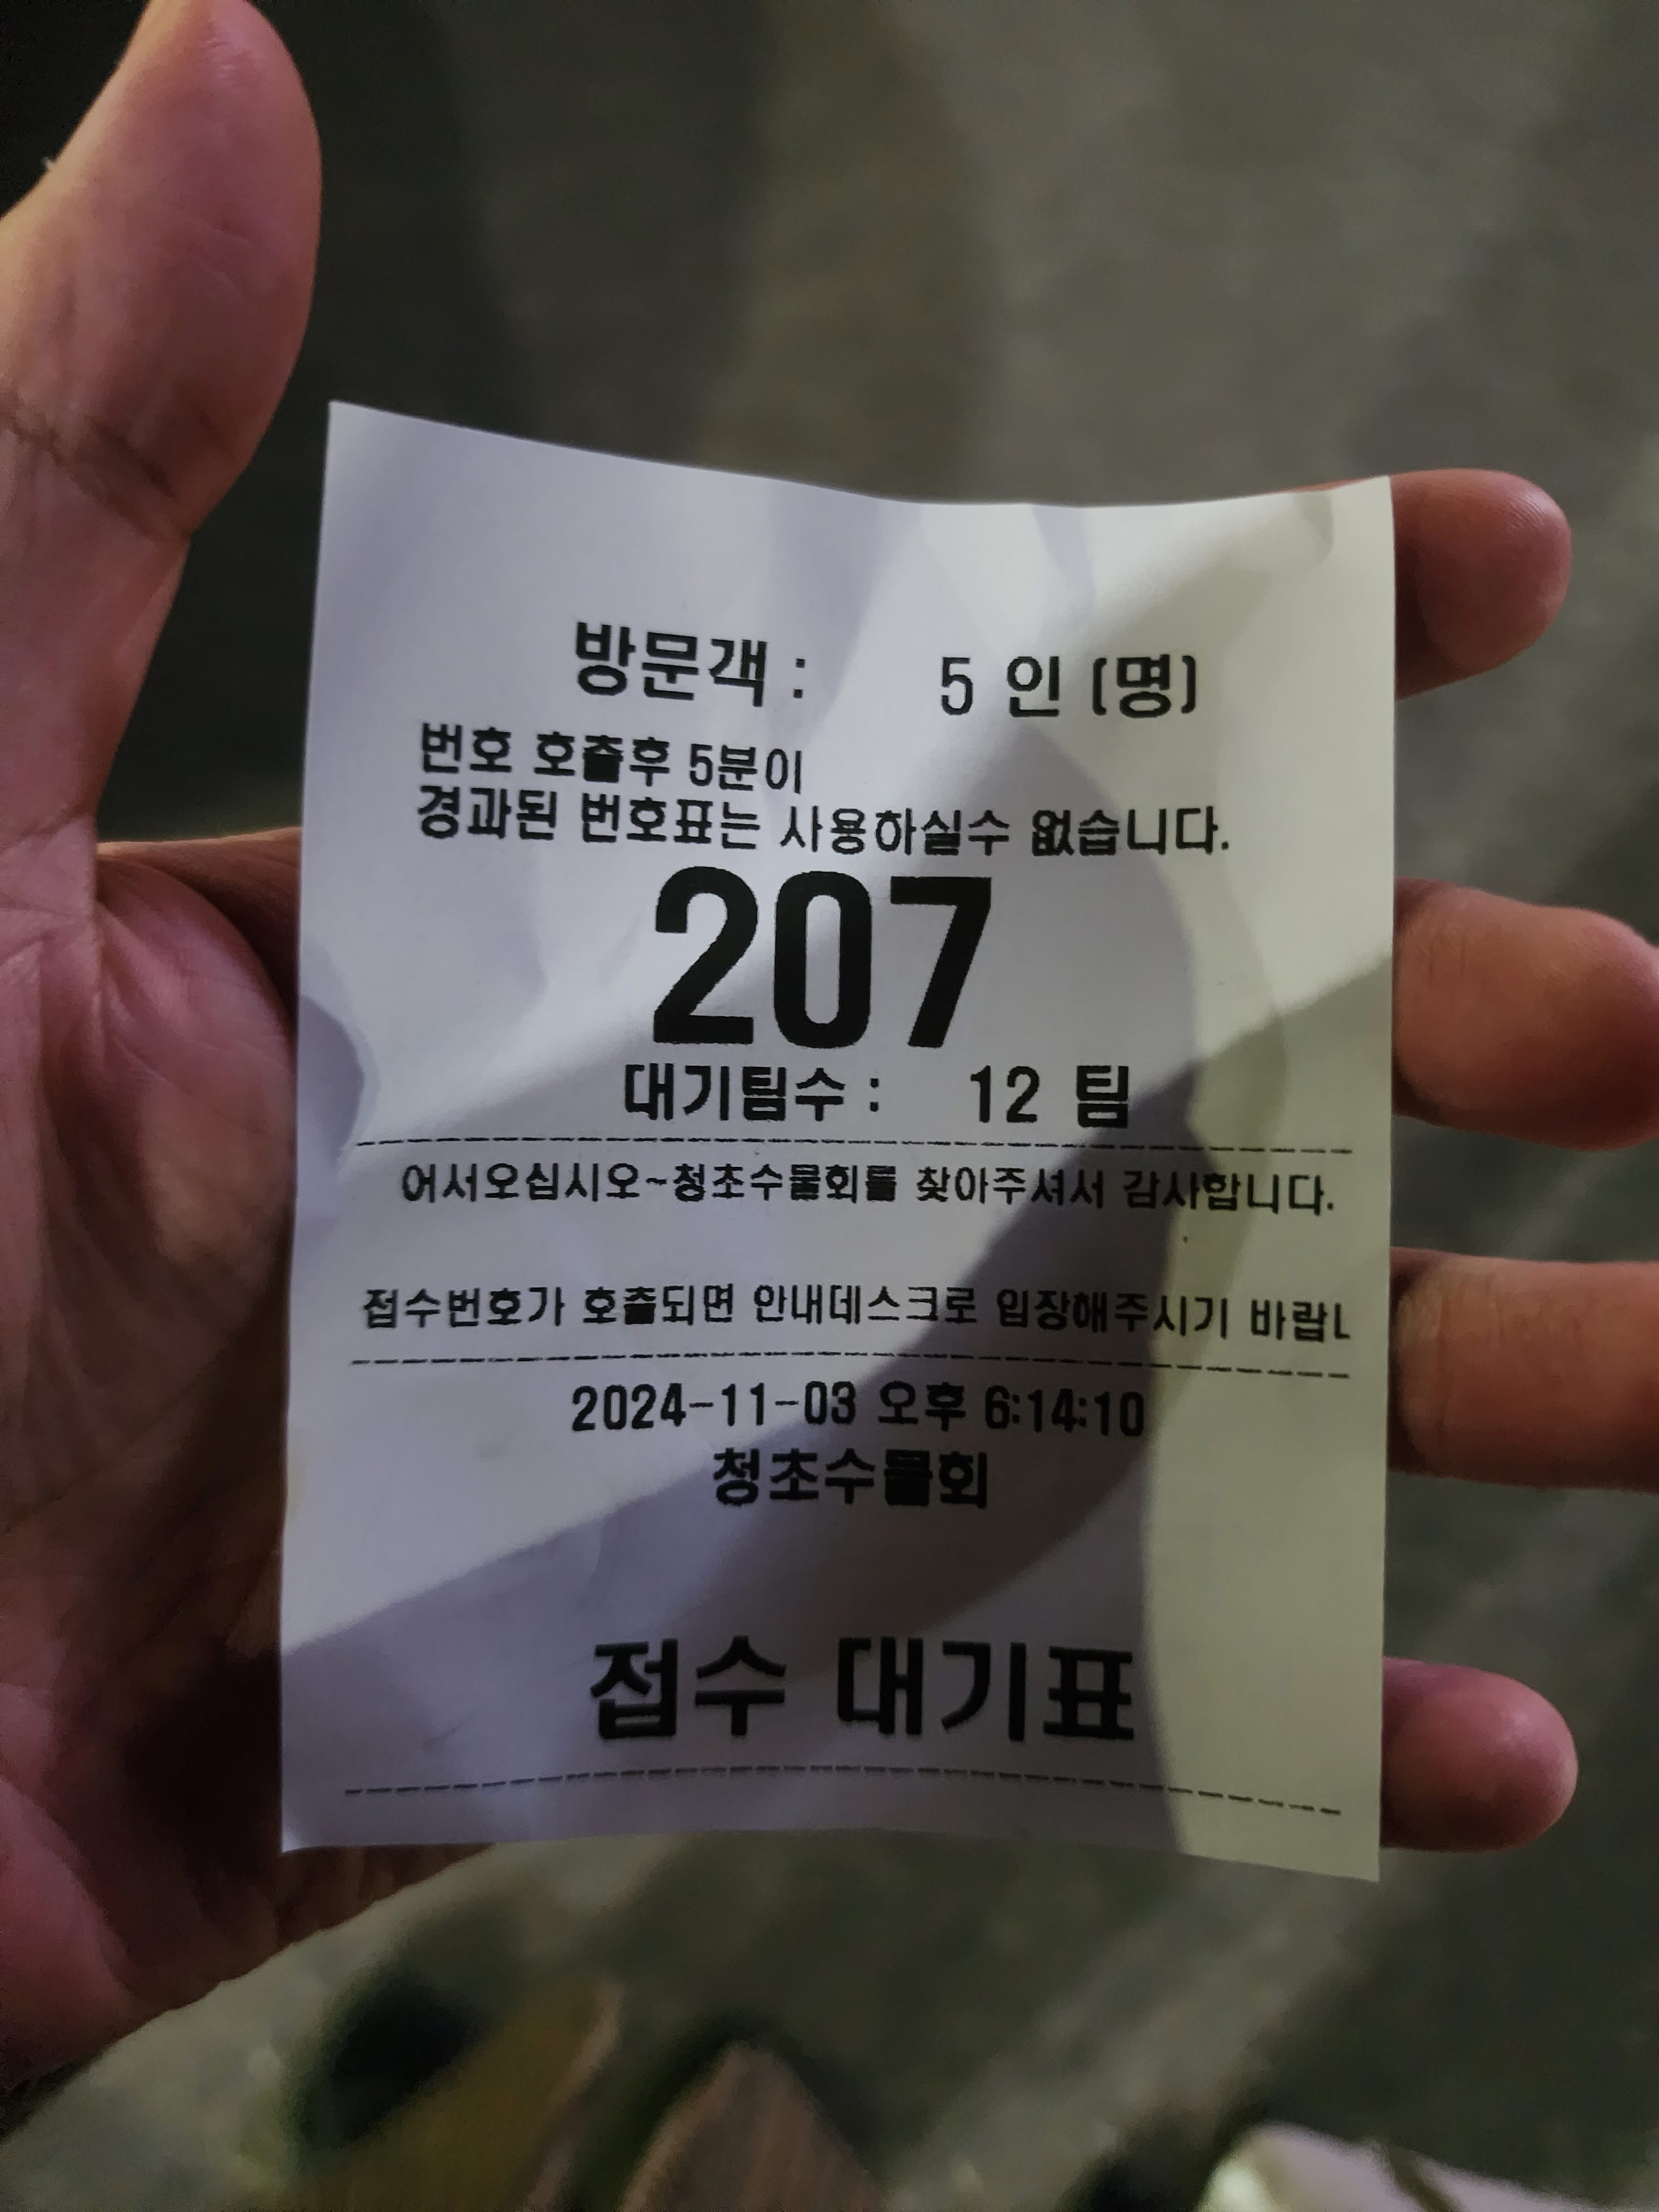 방문객 : 5 인 (명)
번호 호출후 5분이
경과된 번호표는 사용하실수 없습니다.
207
대기팀수 : 12 팀
어서오십시오~청초수물회를 찾아주셔서 감사합니다.
접수번호가 호출되면 안내데스크로 입장해주시기 바랍ㄴ
2024-11-03 오후 6:14:10
청초수물회
접수 대기표